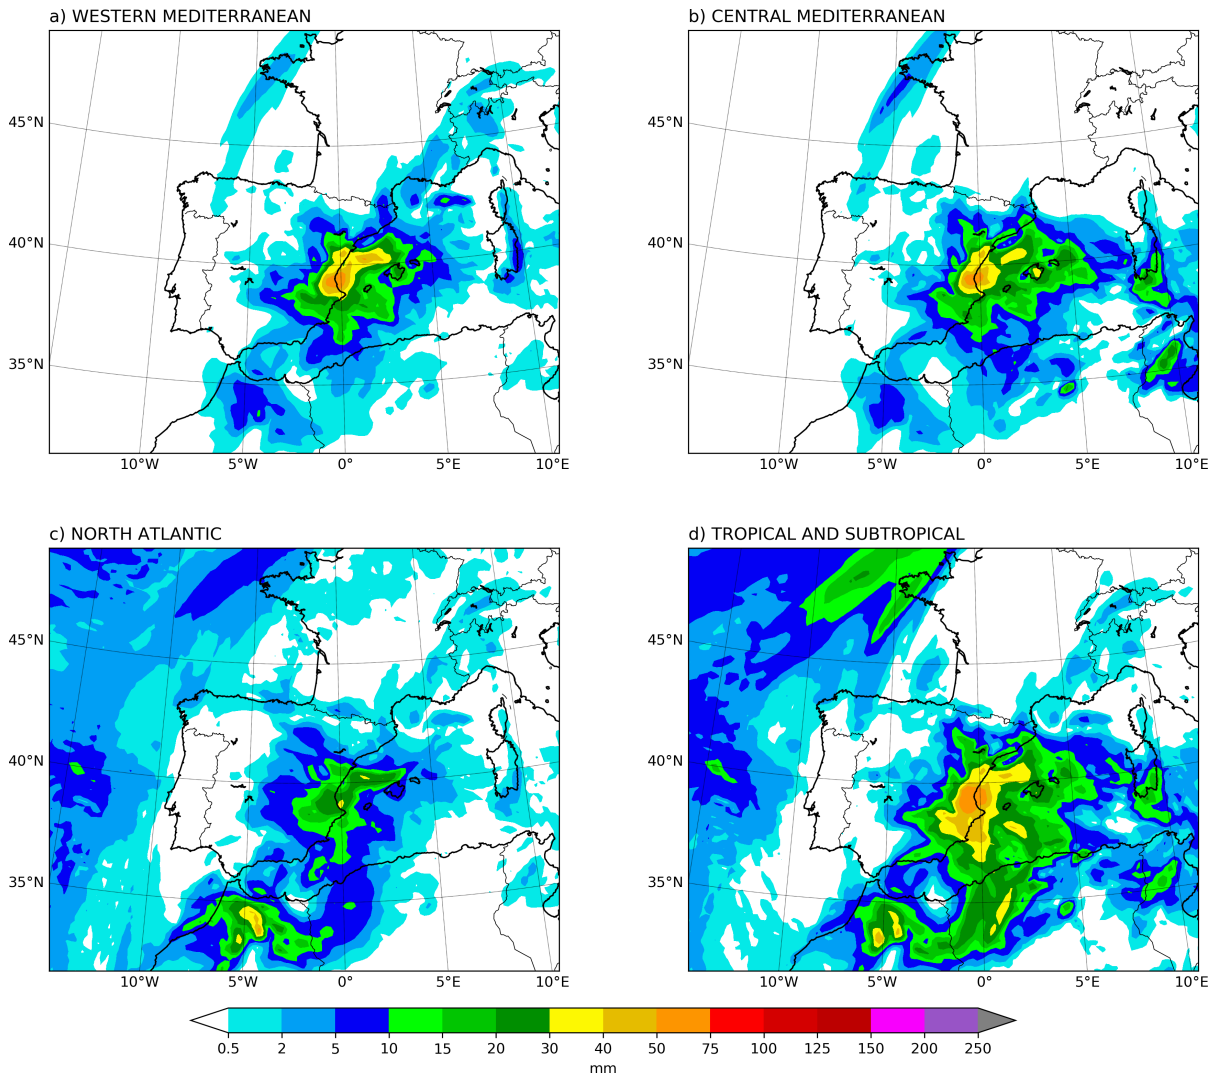 a) WESTERN MEDITERRANEAN
b) CENTRAL MEDITERRANEAN
45°N
40°N
35°N
10°W 5°W 0° 5°E 10°E
45°N
40°N
35°N
10°W 5°W 0° 5°E 10°E
c) NORTH ATLANTIC
d) TROPICAL AND SUBTROPICAL
45°N
40°N
35°N
10°W 5°W 0° 5°E 10°E
45°N
40°N
35°N
10°W 5°W 0° 5°E 10°E
0.5 2 5 10 15 20 30 40 50 75 100 125 150 200 250
mm